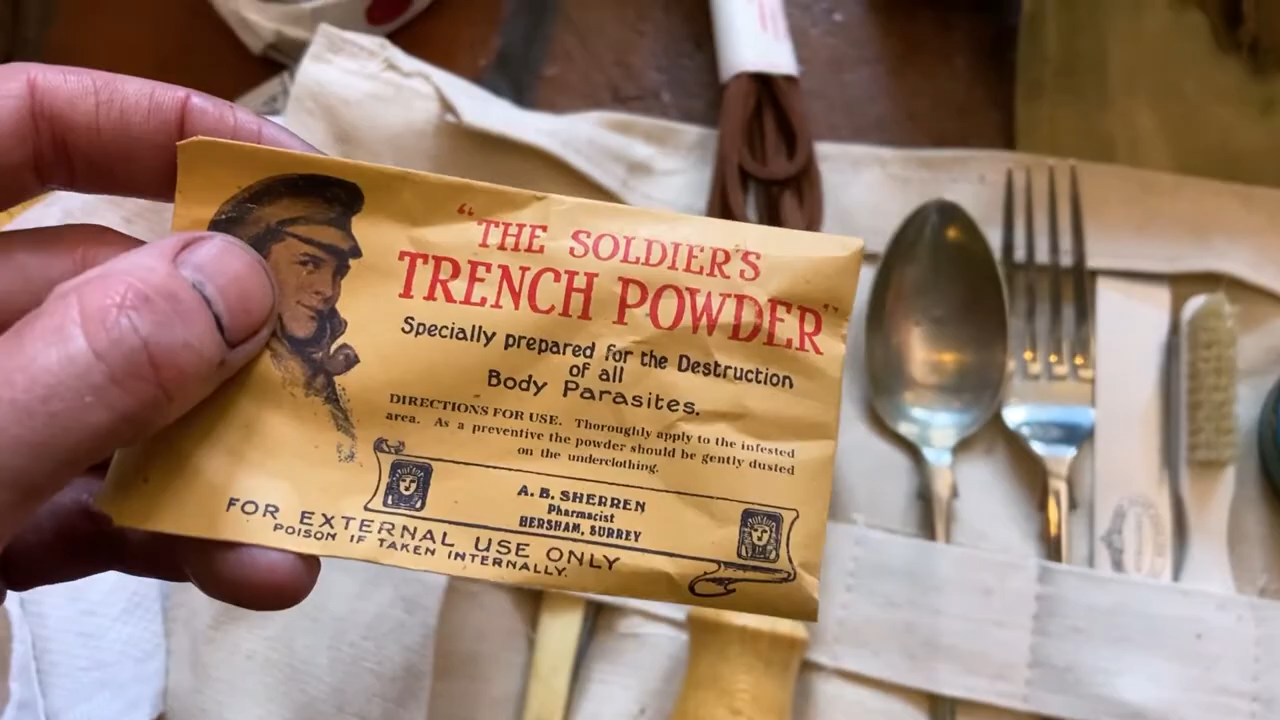 “THE SOLDIER'S
TRENCH POWDER”
Specially prepared for the Destruction
of all
Body Parasites.
DIRECTIONS FOR USE. Thoroughly apply to the infested
area. As a preventive the powder should be gently dusted
on the underclothing.
A. B. SHERREN
Pharmacist
HERSHAM, SURREY
FOR EXTERNAL USE ONLY
POISON IF TAKEN INTERNALLY.